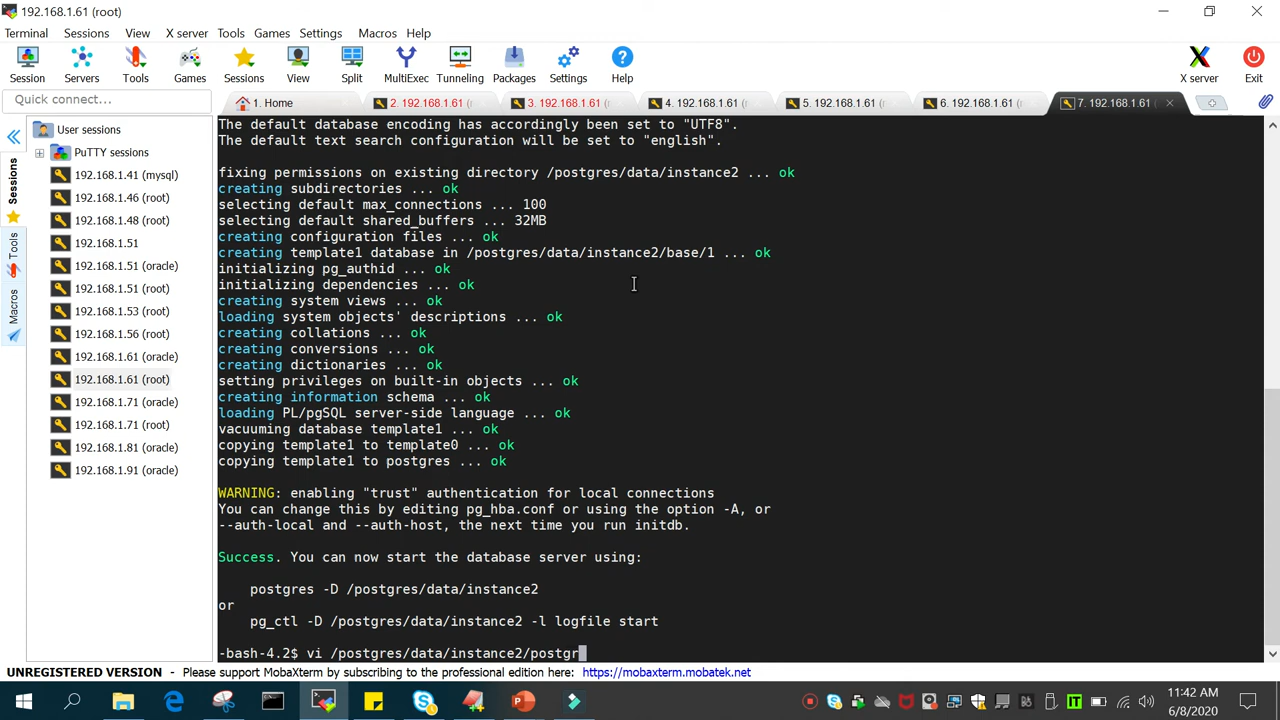 192.168.1.61 (root)
Terminal Sessions View X server Tools Games Settings Macros Help
Session Servers Tools Games Sessions View Split MultiExec Tunneling Packages Settings Help X server Exit
Quick connect...
1. Home
2. 192.168.1.61 (
3. 192.168.1.61 (
4. 192.168.1.61 (
5. 192.168.1.61 (
6. 192.168.1.61 (
7. 192.168.1.61 (
Sessions
Tools
Macros
User sessions
PuTTY sessions
192.168.1.41 (mysql)
192.168.1.46 (root)
192.168.1.48 (root)
192.168.1.51
192.168.1.51 (oracle)
192.168.1.51 (root)
192.168.1.53 (root)
192.168.1.56 (root)
192.168.1.61 (oracle)
192.168.1.61 (root)
192.168.1.71 (oracle)
192.168.1.71 (root)
192.168.1.81 (oracle)
192.168.1.91 (oracle)
The default database encoding has accordingly been set to "UTF8".
The default text search configuration will be set to "english".
fixing permissions on existing directory /postgres/data/instance2 ... ok
creating subdirectories ... ok
selecting default max_connections ... 100
selecting default shared_buffers ... 32MB
creating configuration files ... ok
creating template1 database in /postgres/data/instance2/base/1 ... ok
initializing pg_authid ... ok
initializing dependencies ... ok
creating system views ... ok
loading system objects' descriptions ... ok
creating collations ... ok
creating conversions ... ok
creating dictionaries ... ok
setting privileges on built-in objects ... ok
creating information schema ... ok
loading PL/pgSQL server-side language ... ok
vacuuming database template1 ... ok
copying template1 to template0 ... ok
copying template1 to postgres ... ok
WARNING: enabling "trust" authentication for local connections
You can change this by editing pg_hba.conf or using the option -A, or
--auth-local and --auth-host, the next time you run initdb.
Success. You can now start the database server using:
postgres -D /postgres/data/instance2
or
pg_ctl -D /postgres/data/instance2 -l logfile start
-bash-4.2$ vi /postgres/data/instance2/postgr
UNREGISTERED VERSION - Please support MobaXterm by subscribing to the professional edition here: https://mobaxterm.mobatek.net
11:42 AM
6/8/2020